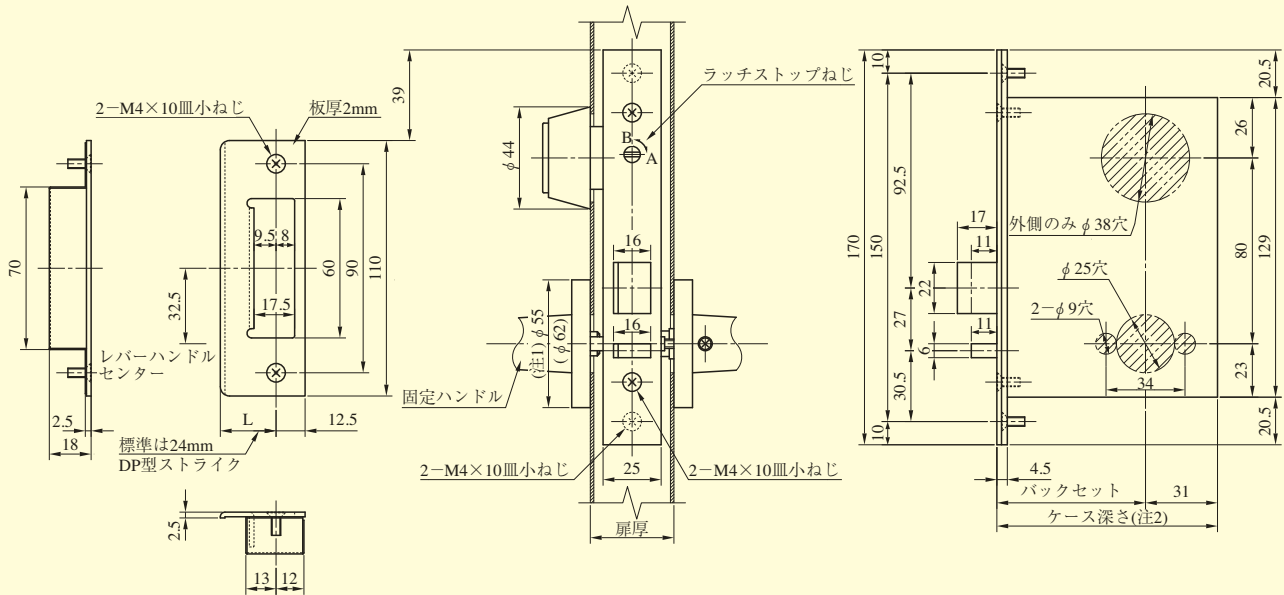 2−M4×10皿小ねじ
板厚2mm
70
32.5
9.5
8
17.5
60
90
110
レバーハンドル
センター
2.5
18
L
12.5
標準は24mm
DP型ストライク
2.5
13
12
39
φ44
ラッチストップねじ
B
A
16
16
(注1)φ55
(φ62)
固定ハンドル
2−M4×10皿小ねじ
25
2−M4×10皿小ねじ
扉厚
170
10
150
92.5
27
30.5
10
17
11
22
11
6
外側のみφ38穴
φ25穴
2−φ9穴
34
20.5
26
80
129
23
20.5
4.5
バックセット
31
ケース深さ(注2)